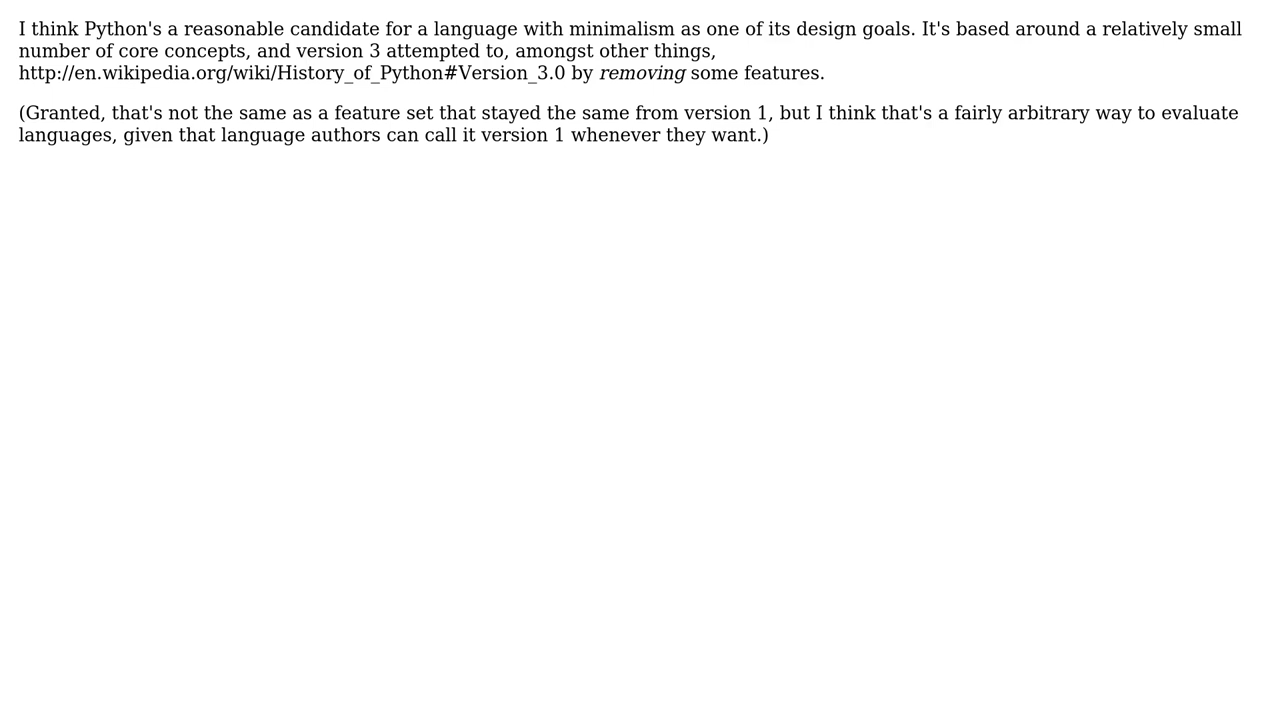 I think Python's a reasonable candidate for a language with minimalism as one of its design goals. It's based around a relatively small
number of core concepts, and version 3 attempted to, amongst other things,
http://en.wikipedia.org/wiki/History_of_Python#Version_3.0 by removing some features.
(Granted, that's not the same as a feature set that stayed the same from version 1, but I think that's a fairly arbitrary way to evaluate
languages, given that language authors can call it version 1 whenever they want.)